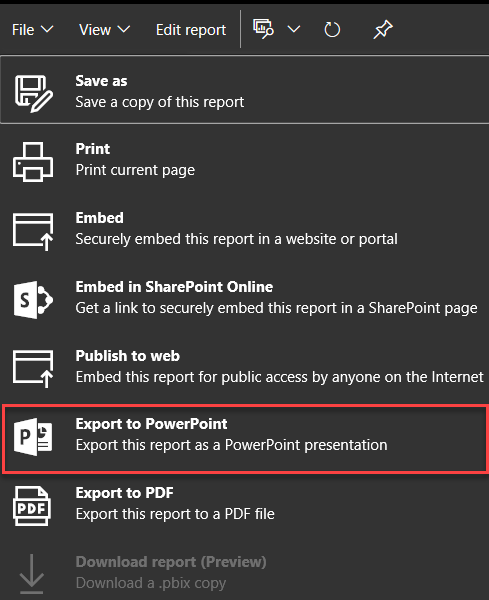 File View Edit report
Save as
Save a copy of this report
Print
Print current page
Embed
Securely embed this report in a website or portal
S
Embed in SharePoint Online
Get a link to securely embed this report in a SharePoint page
Publish to web
Embed this report for public access by anyone on the Internet
P
Export to PowerPoint
Export this report as a PowerPoint presentation
PDF
Export to PDF
Export this report to a PDF file
Download report (Preview)
Download a .pbix copy